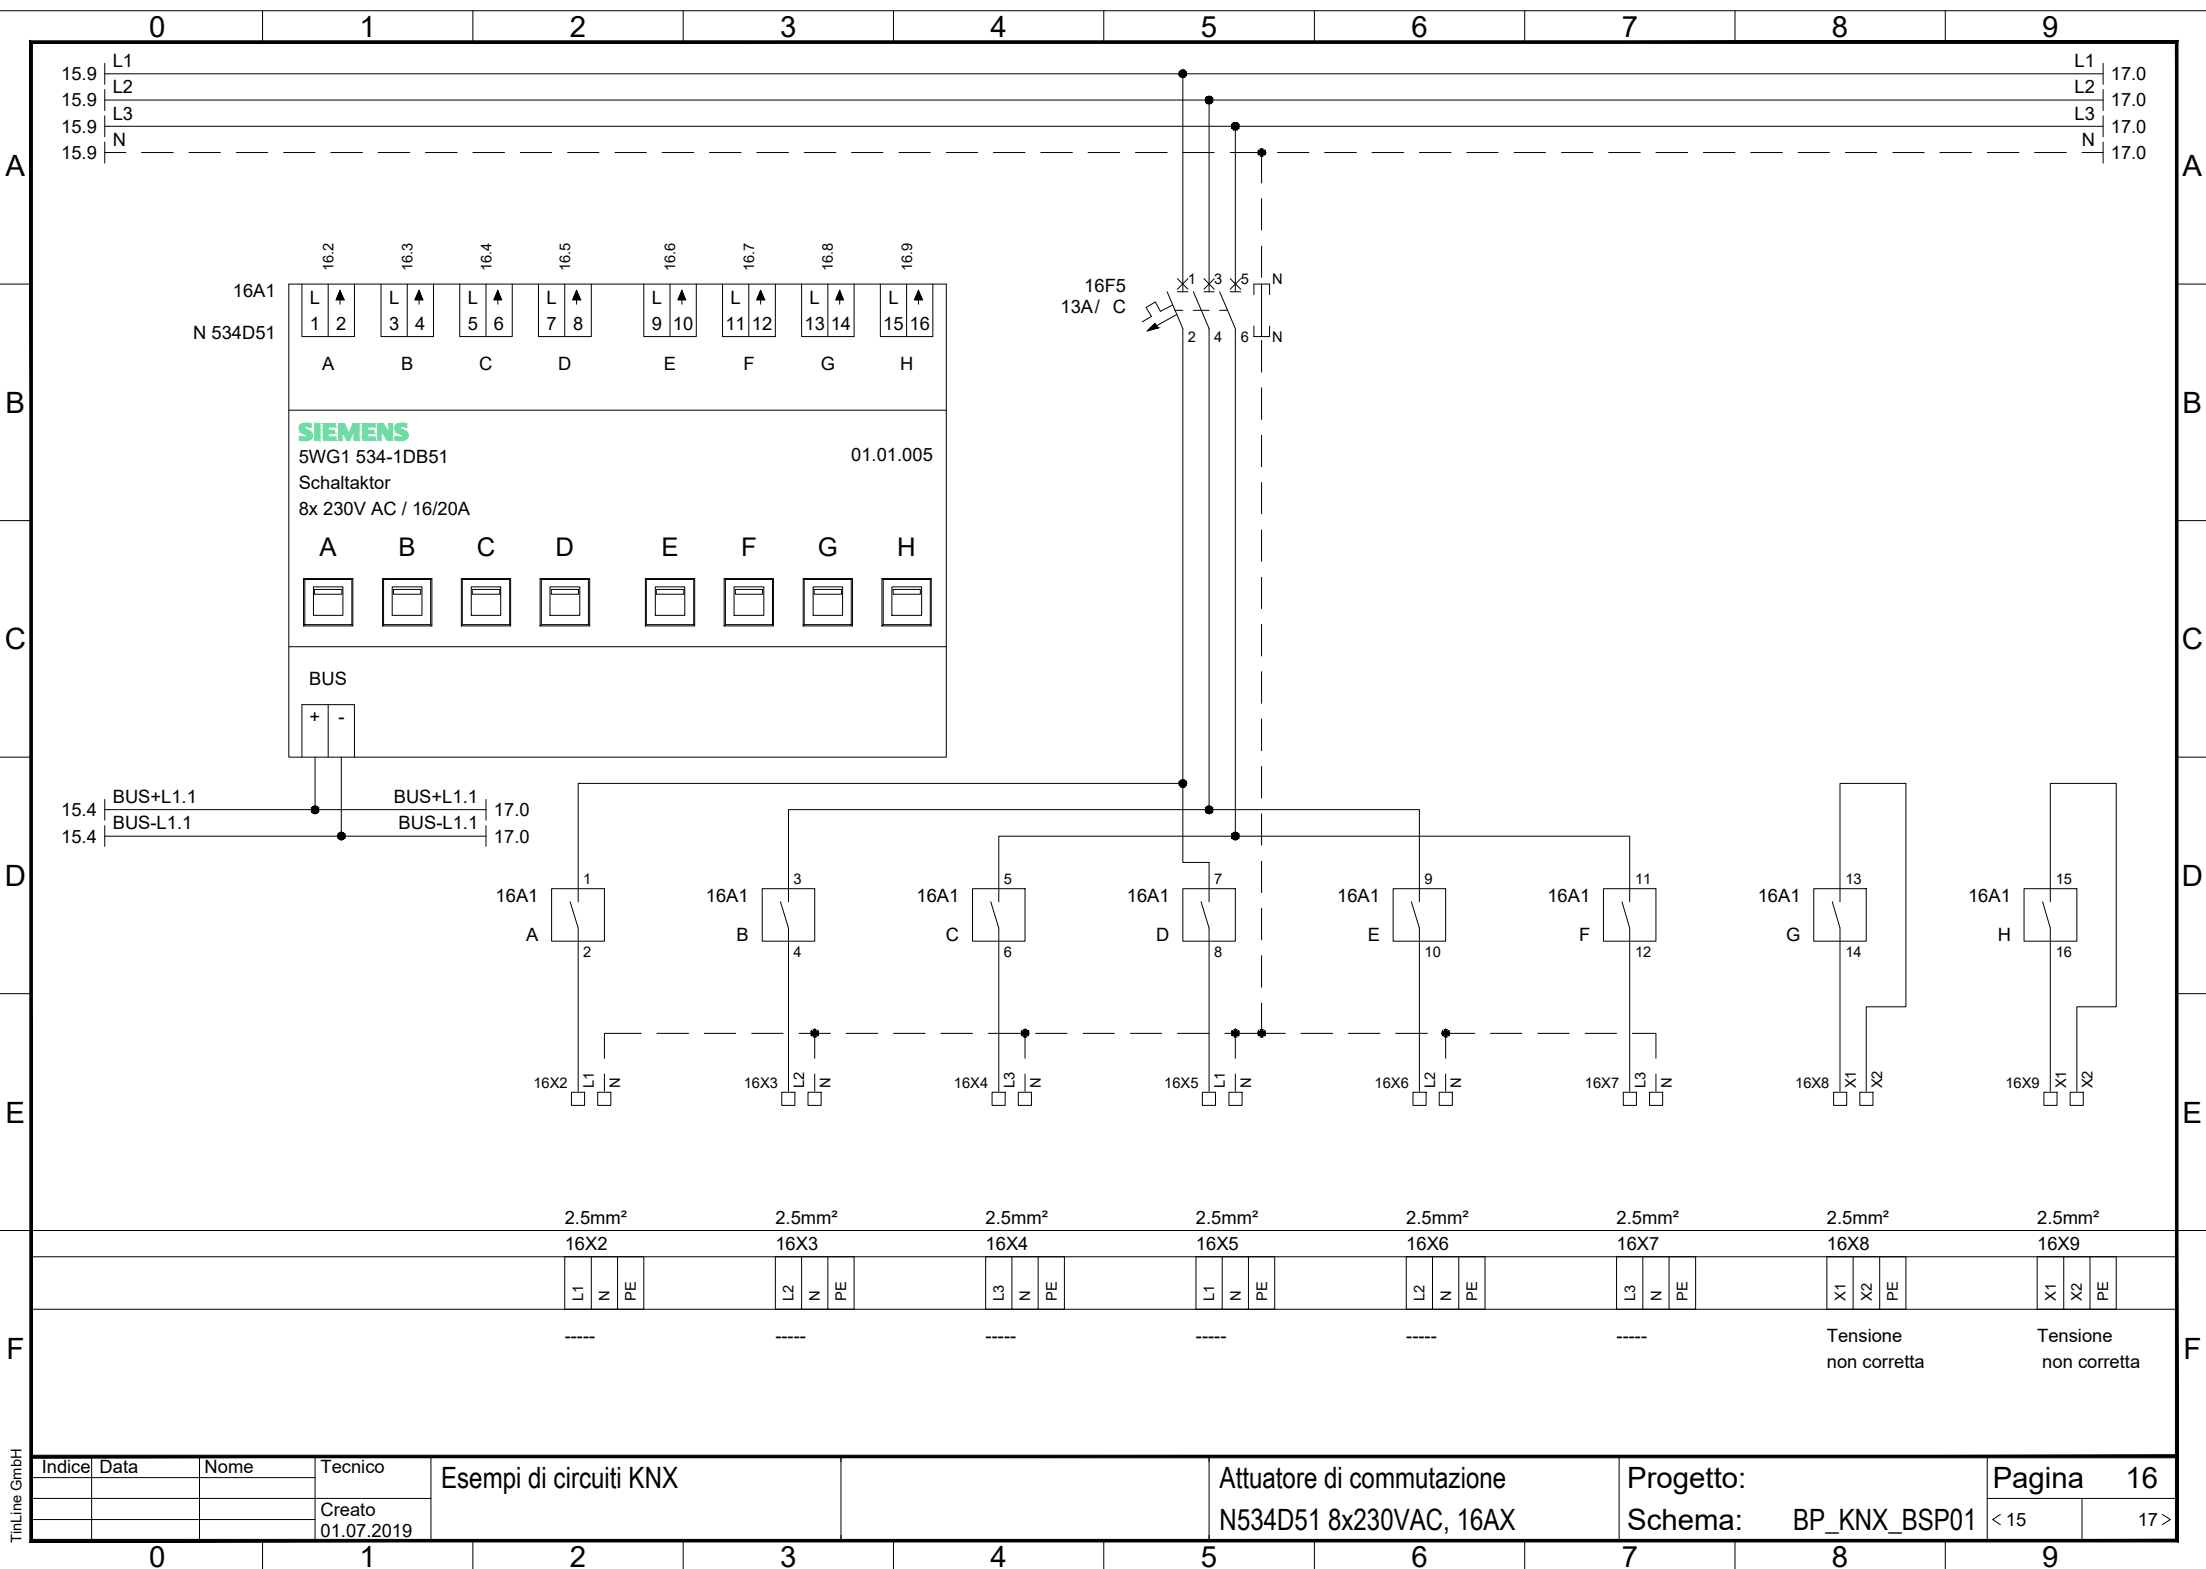 0 1 2 3 4 5 6 7 8 9
15.9 L1 L1 17.0
15.9 L2 L2 17.0
15.9 L3 L3 17.0
15.9 N N 17.0
A A
16.2 16.3 16.4 16.5 16.6 16.7 16.8 16.9
16A1 L L L L L L L L
N 534D51 1 2 3 4 5 6 7 8 9 10 11 12 13 14 15 16
A B C D E F G H
16F5 1 3 5 N
13A/ C
2 4 6 N
B B
SIEMENS
5WG1 534-1DB51 01.01.005
Schaltaktor
8x 230V AC / 16/20A
A B C D E F G H
C C
BUS
+ -
15.4 BUS+L1.1 BUS+L1.1 17.0
15.4 BUS-L1.1 BUS-L1.1 17.0
D D
1 3 5 7 9 11 13 15
16A1 16A1 16A1 16A1 16A1 16A1 16A1 16A1
A B C D E F G H
2 4 6 8 10 12 14 16
16X2 L1 N 16X3 L2 N 16X4 L3 N 16X5 L1 N 16X6 L2 N 16X7 L3 N 16X8 X1 X2 16X9 X1 X2
E E
2.5mm² 2.5mm² 2.5mm² 2.5mm² 2.5mm² 2.5mm² 2.5mm² 2.5mm²
16X2 16X3 16X4 16X5 16X6 16X7 16X8 16X9
L1 N PE L2 N PE L3 N PE L1 N PE L2 N PE L3 N PE X1 X2 PE X1 X2 PE
----- ----- ----- ----- ----- ----- Tensione Tensione
non corretta non corretta
F F
TinLine GmbH
Indice Data Nome Tecnico
Creato
01.07.2019
Esempi di circuiti KNX
Attuatore di commutazione
N534D51 8x230VAC, 16AX
Progetto:
Schema: BP_KNX_BSP01
Pagina 16
< 15 17 >
0 1 2 3 4 5 6 7 8 9